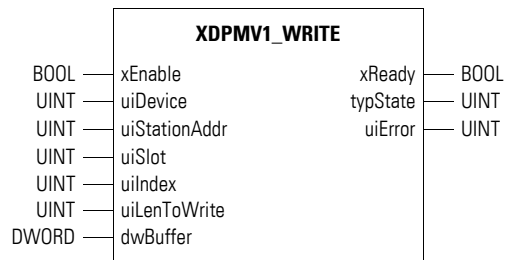 XDPMV1_WRITE
BOOL xEnable xReady BOOL
UINT uiDevice typState UINT
UINT uiStationAddr uiError UINT
UINT uiSlot
UINT uiIndex
UINT uiLenToWrite
DWORD dwBuffer